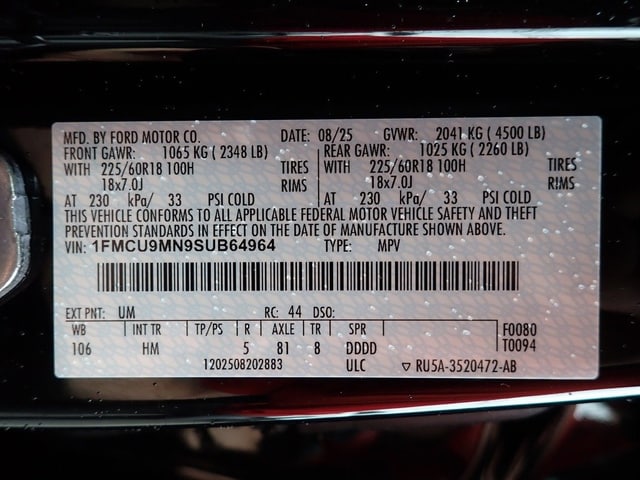 MFD. BY FORD MOTOR CO. DATE: 08/25 GVWR: 2041 KG ( 4500 LB)
FRONT GAWR: 1065 KG ( 2348 LB) REAR GAWR: 1025 KG ( 2260 LB)
WITH 225/60R18 100H TIRES WITH 225/60R18 100H TIRES
18x7.0J RIMS 18x7.0J RIMS
AT 230 kPa/ 33 PSI COLD AT 230 kPa/ 33 PSI COLD
THIS VEHICLE CONFORMS TO ALL APPLICABLE FEDERAL MOTOR VEHICLE SAFETY AND THEFT
PREVENTION STANDARDS IN EFFECT ON THE DATE OF MANUFACTURE SHOWN ABOVE.
VIN: 1FMCU9MN9SUB64964 TYPE: MPV
EXT PNT: UM RC: 44 DSO:
WB INT TR TP/PS R AXLE TR SPR F0080
106 HM 5 81 8 DDDD T0094
1202508202883 ULC ▽ RU5A-3520472-AB